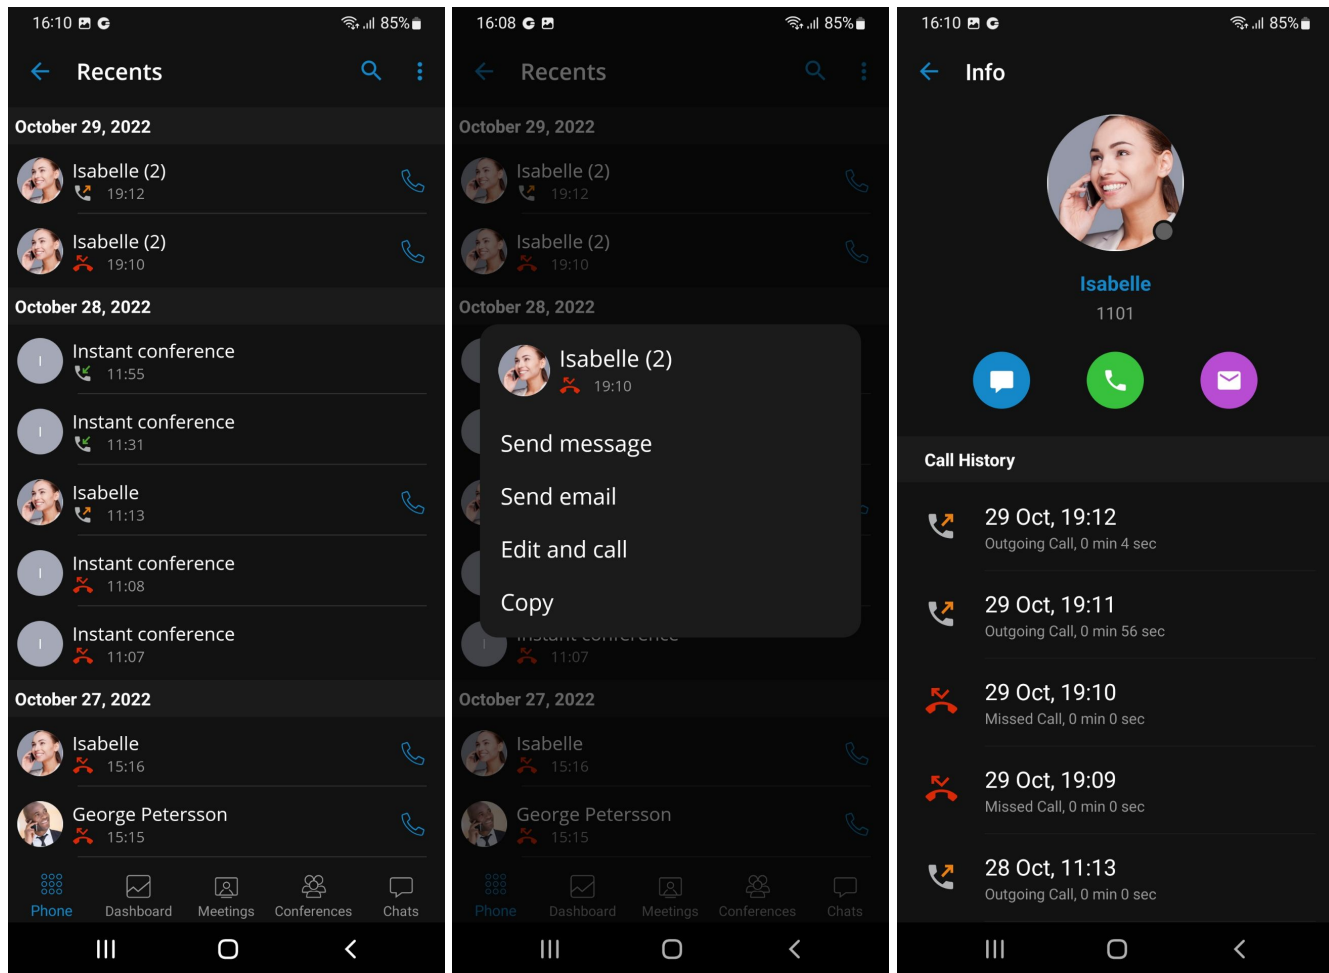 16:10
85%
Recents
October 29, 2022
Isabelle (2)
19:12
Isabelle (2)
19:10
October 28, 2022
Instant conference
11:55
Instant conference
11:31
Isabelle
11:13
Instant conference
11:08
Instant conference
11:07
October 27, 2022
Isabelle
15:16
George Petersson
15:15
Phone Dashboard Meetings Conferences Chats
16:08
85%
Recents
October 29, 2022
Isabelle (2)
19:12
Isabelle (2)
19:10
October 28, 2022
Isabelle (2)
19:10
Send message
Send email
Edit and call
Copy
Instant conference
11:07
October 27, 2022
Isabelle
15:16
George Petersson
15:15
Phone Dashboard Meetings Conferences Chats
16:10
85%
Info
Isabelle
1101
Call History
29 Oct, 19:12
Outgoing Call, 0 min 4 sec
29 Oct, 19:11
Outgoing Call, 0 min 56 sec
29 Oct, 19:10
Missed Call, 0 min 0 sec
29 Oct, 19:09
Missed Call, 0 min 0 sec
28 Oct, 11:13
Outgoing Call, 0 min 0 sec